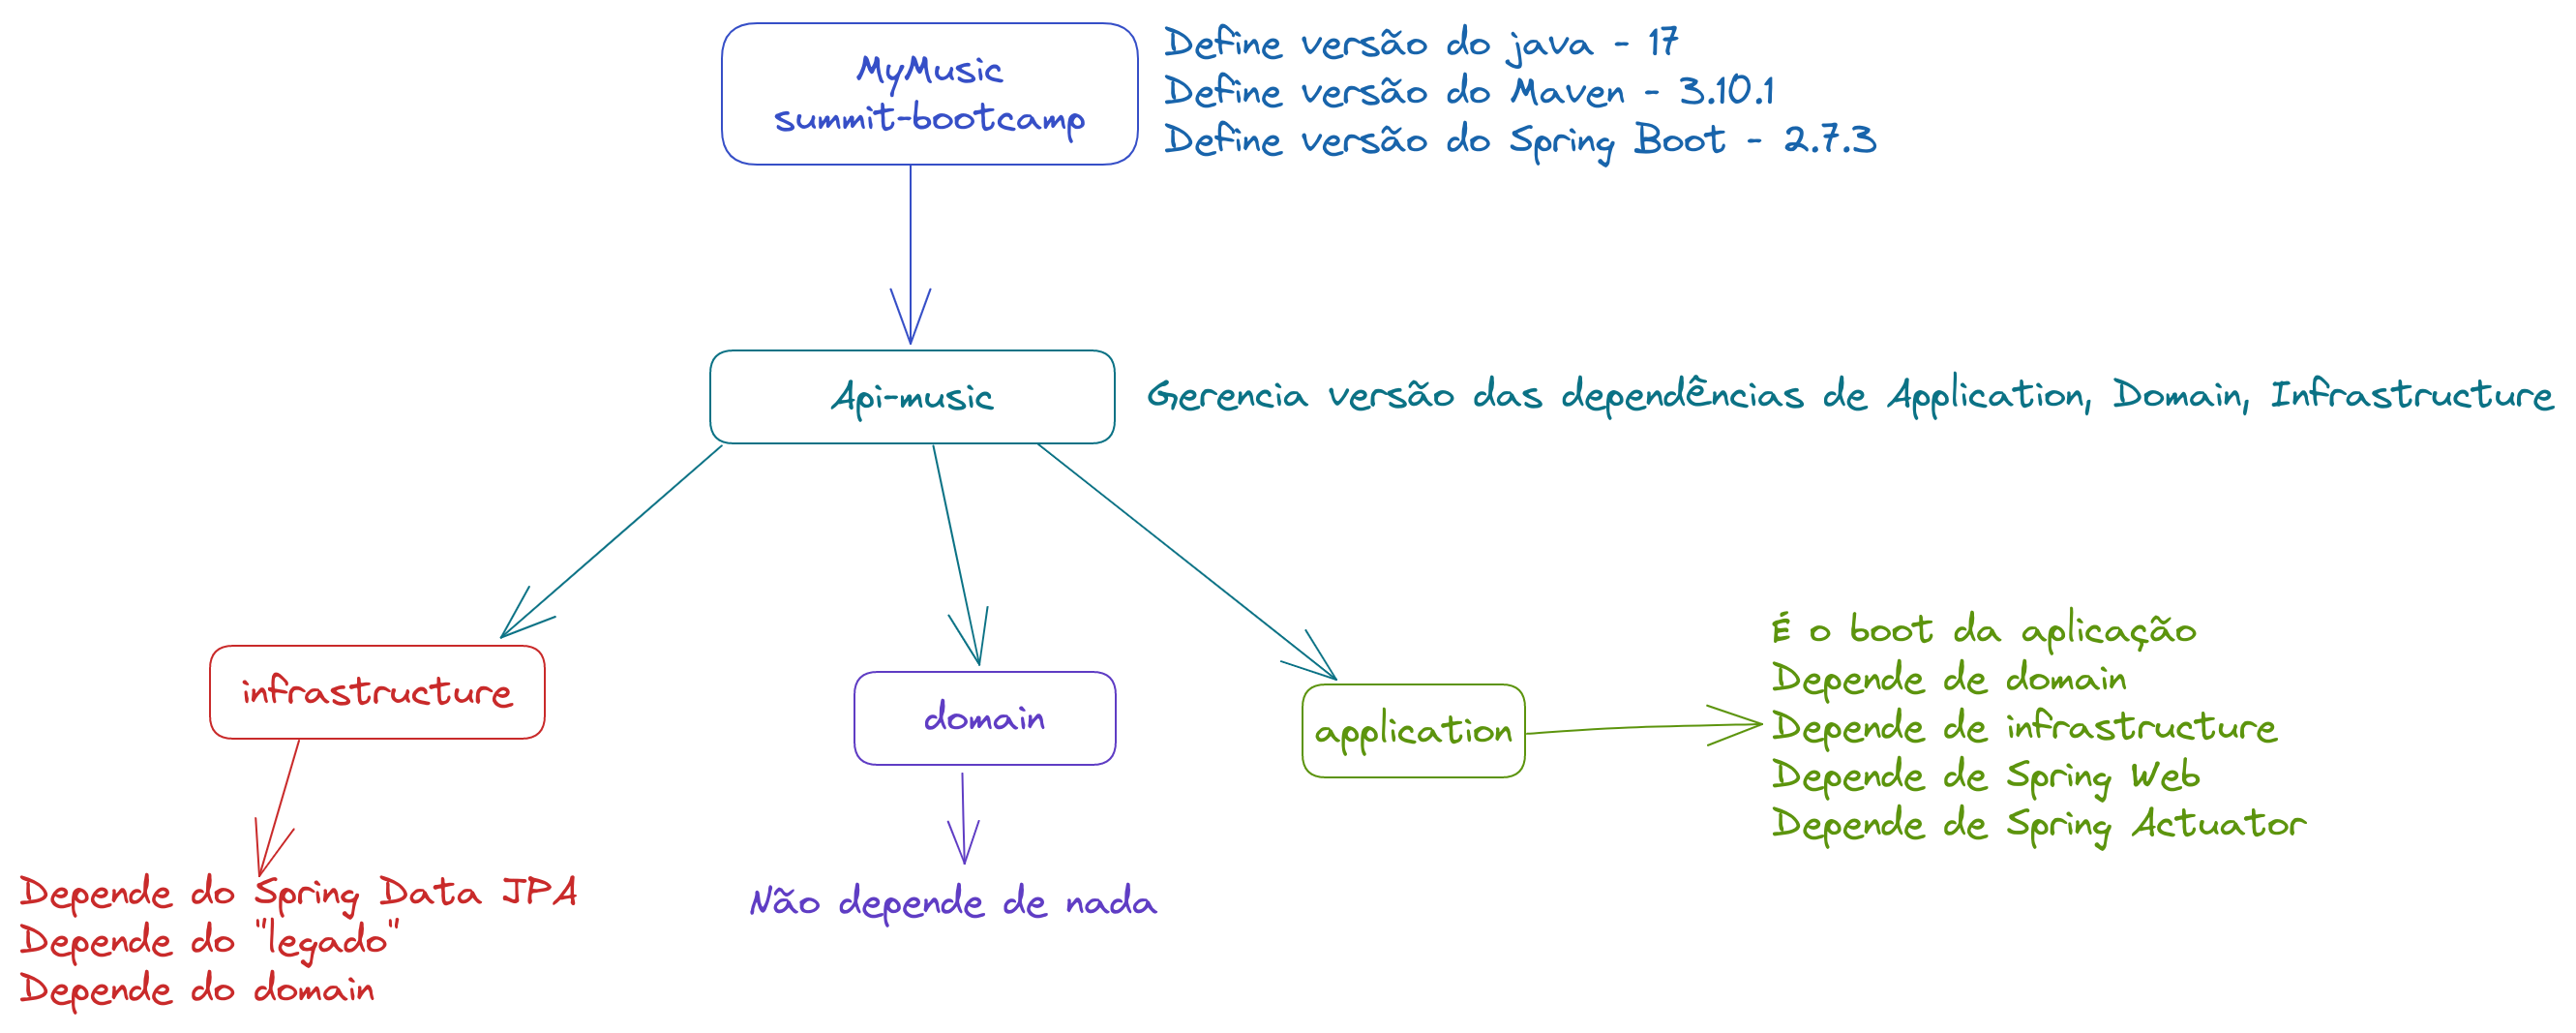 MyMusic
summit-bootcamp
Define versão do java - 17
Define versão do Maven - 3.10.1
Define versão do Spring Boot - 2.7.3
Api-music
Gerencia versão das dependências de Application, Domain, Infrastructure
infrastructure
domain
application
É o boot da aplicação
Depende de domain
Depende de infrastructure
Depende de Spring Web
Depende de Spring Actuator
Depende do Spring Data JPA
Depende do "legado"
Depende do domain
Não depende de nada